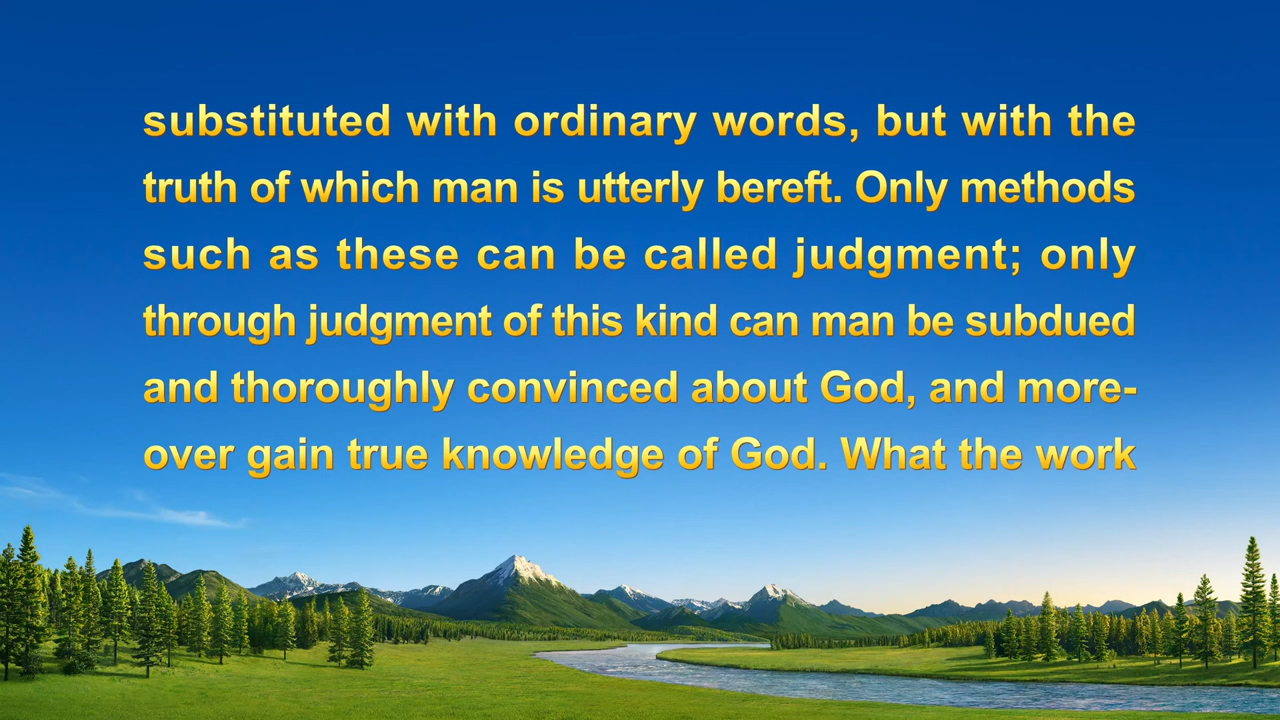 substituted with ordinary words, but with the
truth of which man is utterly bereft. Only methods
such as these can be called judgment; only
through judgment of this kind can man be subdued
and thoroughly convinced about God, and more-
over gain true knowledge of God. What the work